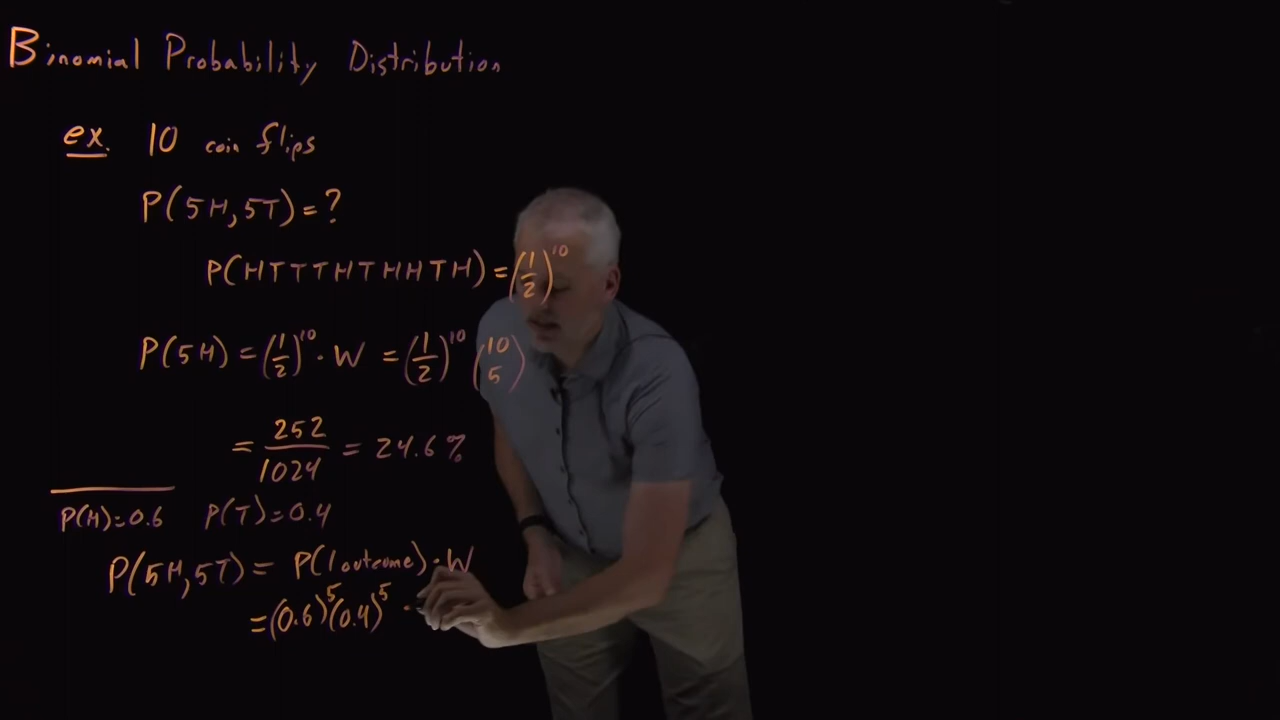 Binomial Probability Distribution
ex. 10 coin flips
P(5H,5T)=?
P(HTTTHTHHTH)=(1/2)^10
P(5H)=(1/2)^10·W=(1/2)^10(10 5)
=252/1024=24.6%
P(H)=0.6 P(T)=0.4
P(5H,5T)=P(1 outcome)·W
=(0.6)^5(0.4)^5·